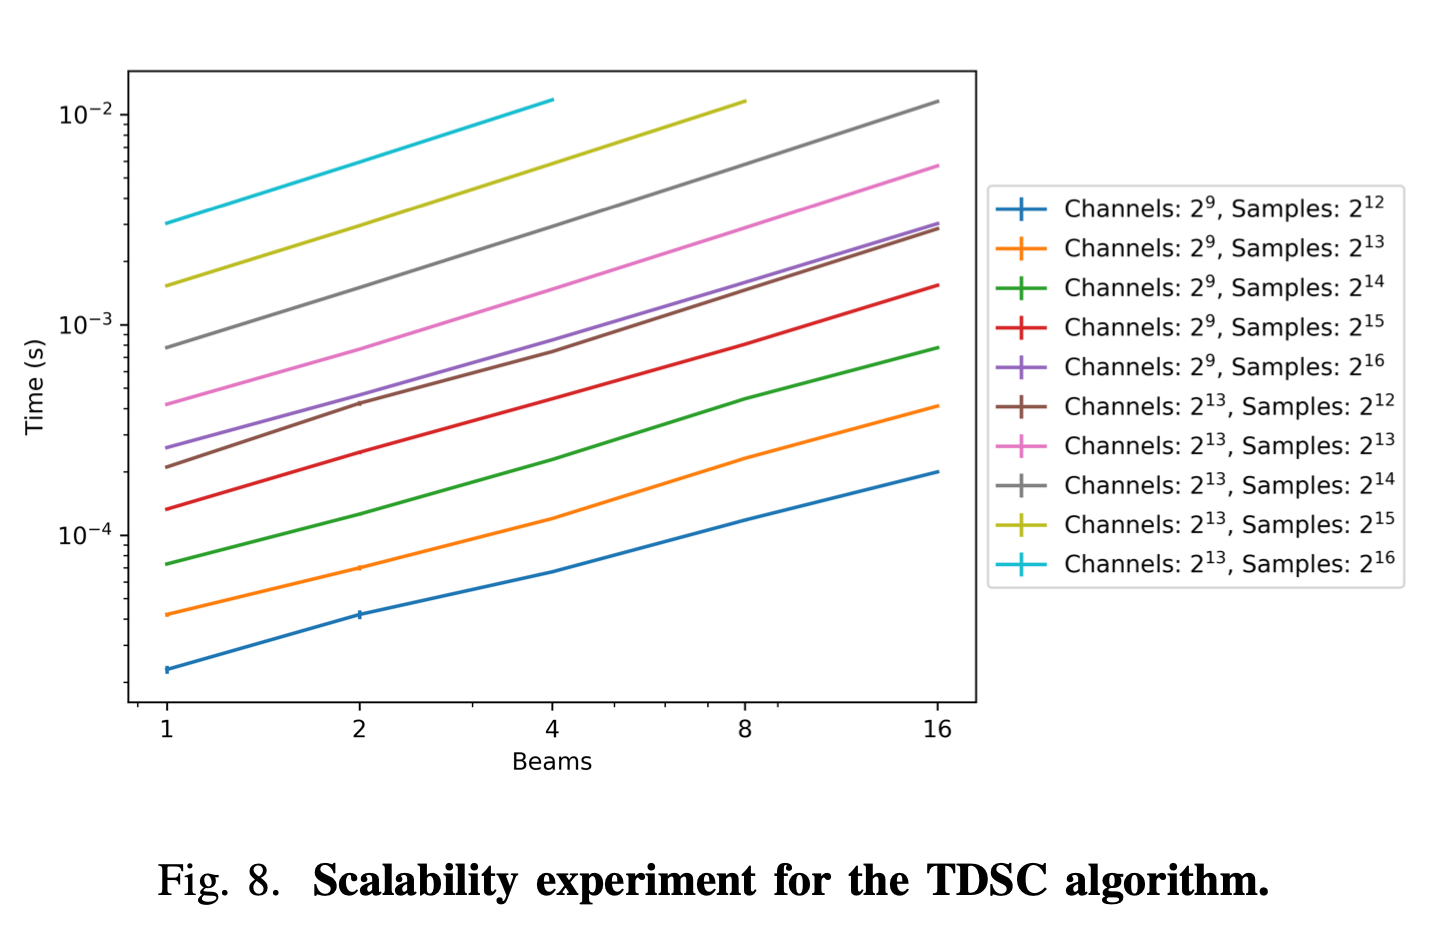 10⁻²
10⁻³
10⁻⁴
Time (s)
1 2 4 8 16
Beams
Channels: 2⁹, Samples: 2¹²
Channels: 2⁹, Samples: 2¹³
Channels: 2⁹, Samples: 2¹⁴
Channels: 2⁹, Samples: 2¹⁵
Channels: 2⁹, Samples: 2¹⁶
Channels: 2¹³, Samples: 2¹²
Channels: 2¹³, Samples: 2¹³
Channels: 2¹³, Samples: 2¹⁴
Channels: 2¹³, Samples: 2¹⁵
Channels: 2¹³, Samples: 2¹⁶
Fig. 8. Scalability experiment for the TDSC algorithm.